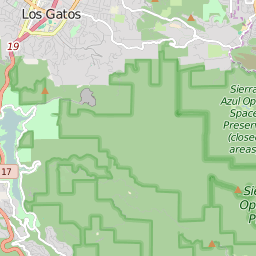 Los Gatos
19
Sierra
Azul Op
Space
Preserv
(closed
areas
17
Sie
Op
P